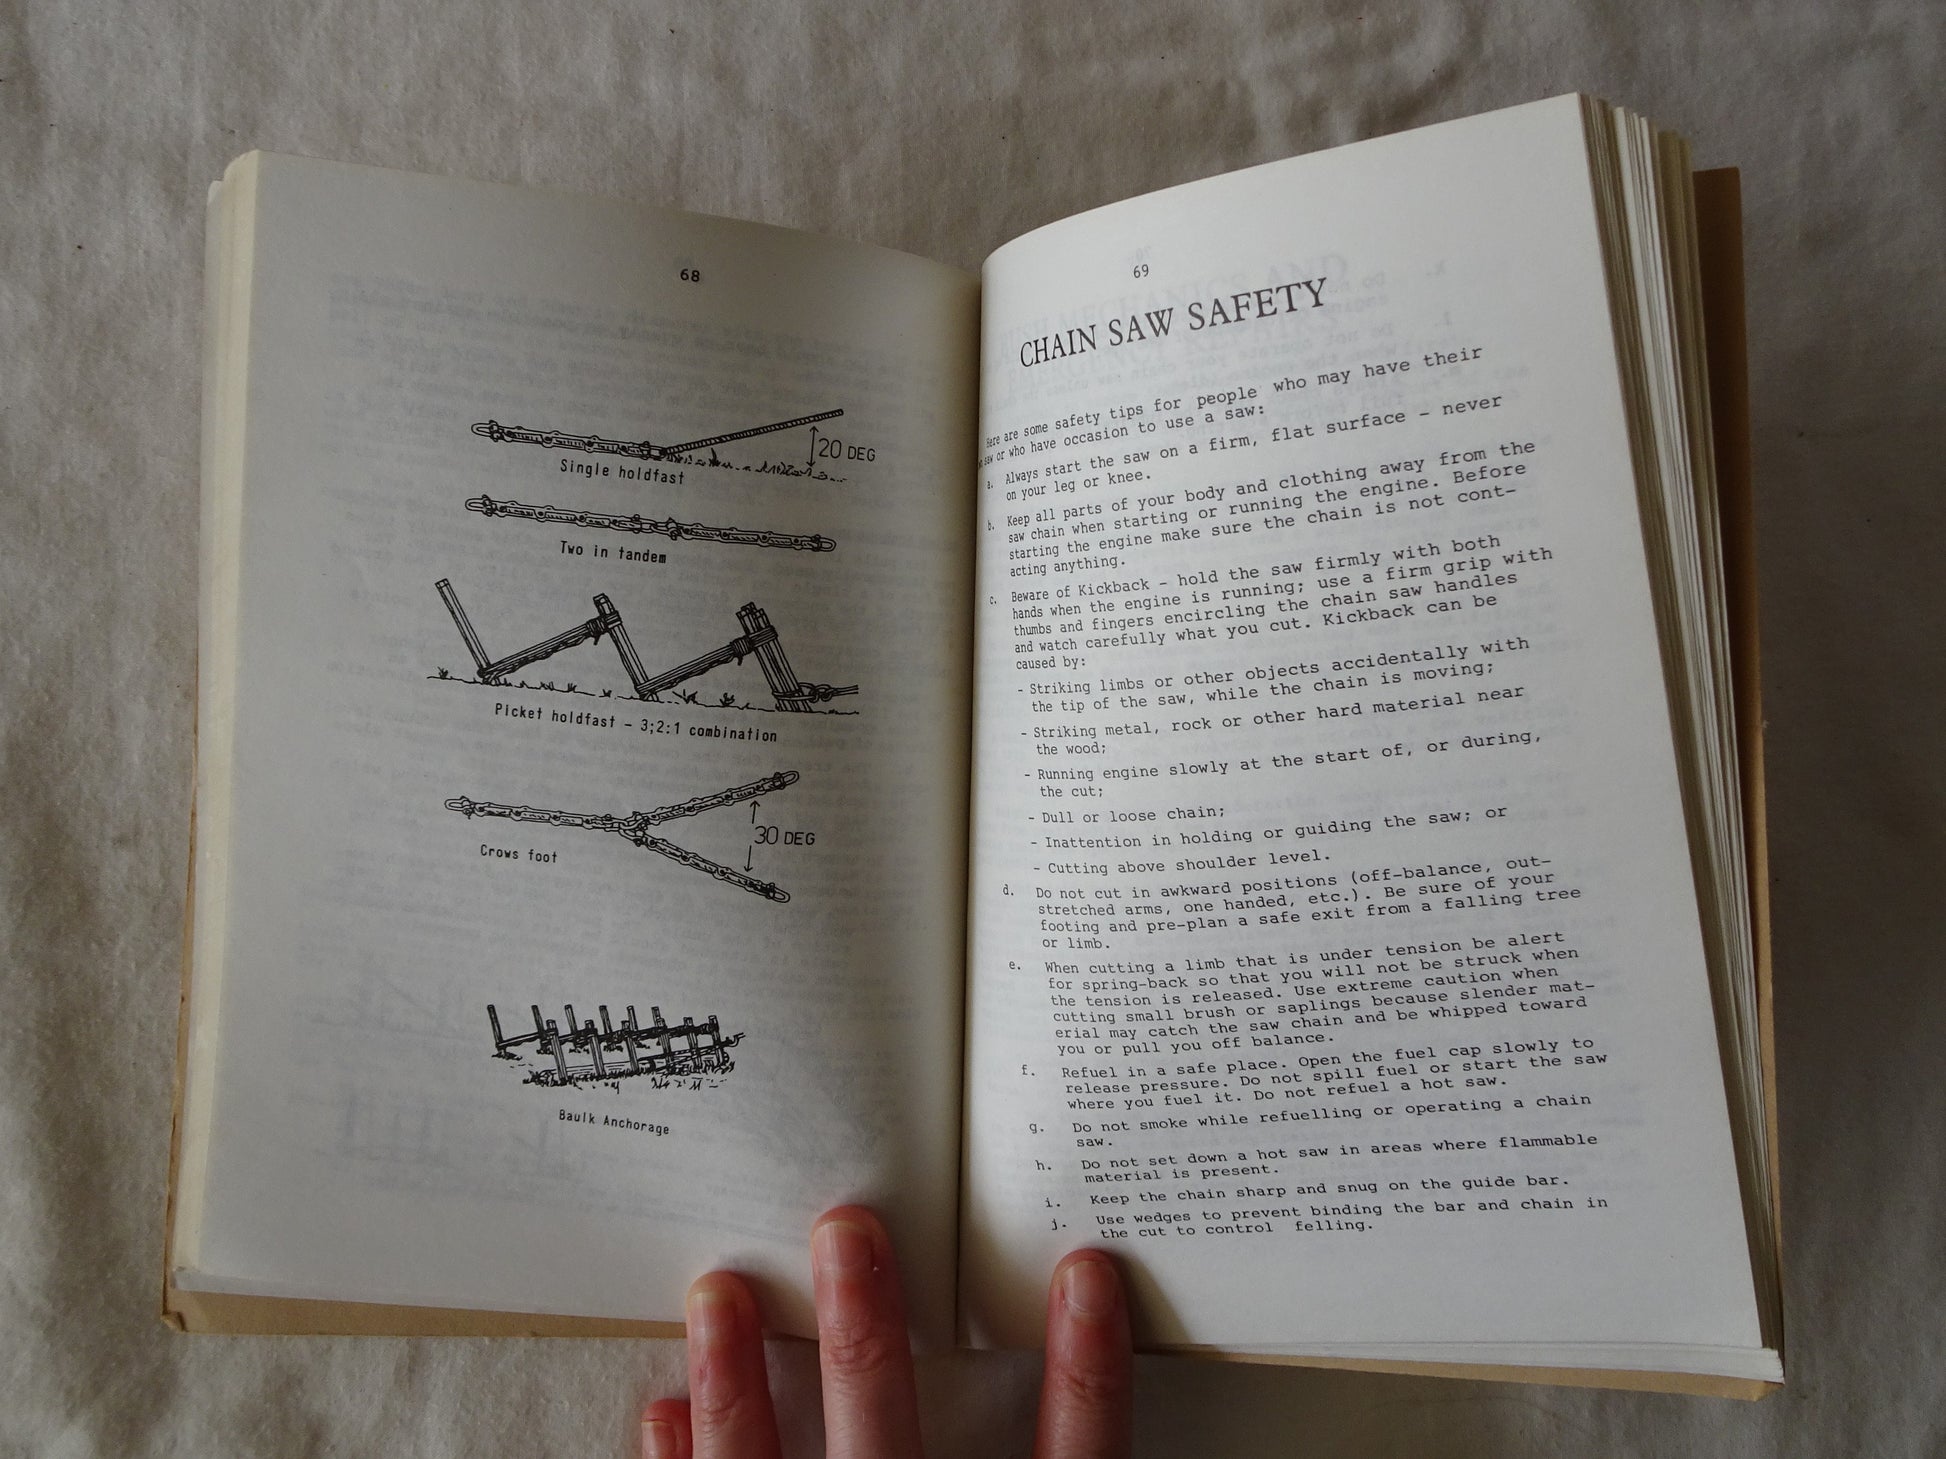 68
20 DEG
Single holdfast
Two in tandem
Picket holdfast - 3;2:1 combination
30 DEG
Crows foot
Baulk Anchorage
69
CHAIN SAW SAFETY
Here are some safety tips for people who may have their
saw or who have occasion to use a saw:
a. Always start the saw on a firm, flat surface - never
on your leg or knee.
b. Keep all parts of your body and clothing away from the
saw chain when starting or running the engine. Before
starting the engine make sure the chain is not cont-
acting anything.
c. Beware of Kickback - hold the saw firmly with both
hands when the engine is running; use a firm grip with
thumbs and fingers encircling the chain saw handles
and watch carefully what you cut. Kickback can be
caused by:
- Striking limbs or other objects accidentally with
the tip of the saw, while the chain is moving;
- Striking metal, rock or other hard material near
the wood;
- Running engine slowly at the start of, or during,
the cut;
- Dull or loose chain;
- Inattention in holding or guiding the saw; or
- Cutting above shoulder level.
d. Do not cut in awkward positions (off-balance, out-
stretched arms, one handed, etc.). Be sure of your
footing and pre-plan a safe exit from a falling tree
or limb.
e. When cutting a limb that is under tension be alert
for spring-back so that you will not be struck when
the tension is released. Use extreme caution when
cutting small brush or saplings because slender mat-
erial may catch the saw chain and be whipped toward
you or pull you off balance.
f. Refuel in a safe place. Open the fuel cap slowly to
release pressure. Do not spill fuel or start the saw
where you fuel it. Do not refuel a hot saw.
g. Do not smoke while refuelling or operating a chain
saw.
h. Do not set down a hot saw in areas where flammable
material is present.
i. Keep the chain sharp and snug on the guide bar.
j. Use wedges to prevent binding the bar and chain in
the cut to control felling.